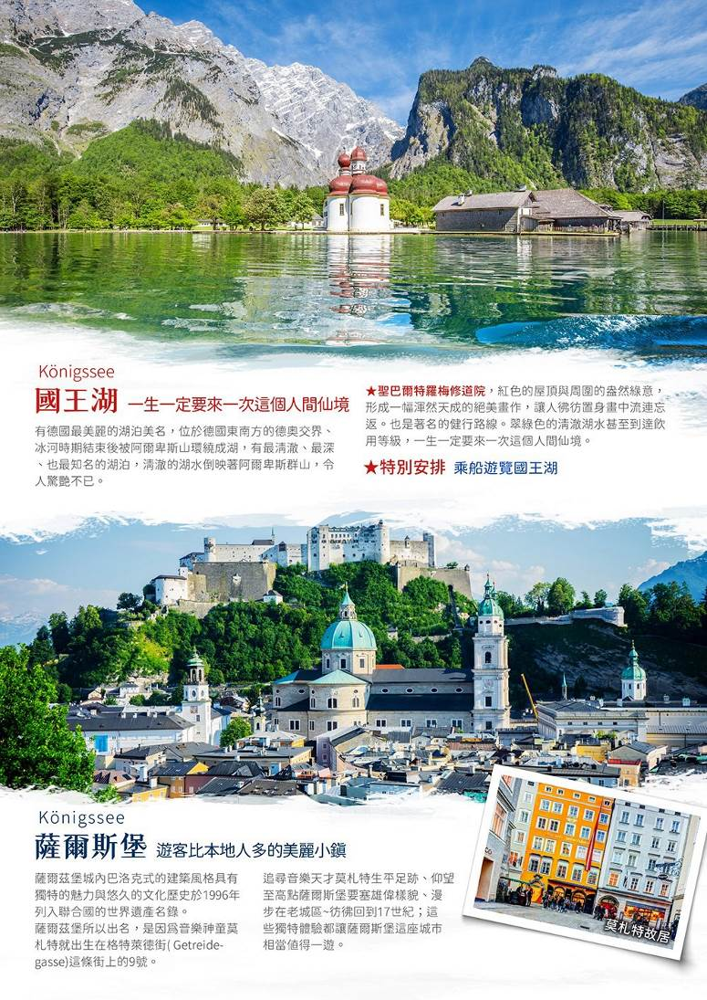 Königssee
國王湖 一生一定要來一次這個人間仙境
有德國最美麗的湖泊美名，位於德國東南方的德奧交界、
冰河時期結束後被阿爾卑斯山環繞成湖，有最清澈、最深
、也最知名的湖泊，清澈的湖水倒映著阿爾卑斯群山，令
人驚艷不已。
★聖巴爾特羅梅修道院，紅色的屋頂與周圍的盎然綠意，
形成一幅渾然天成的絕美畫作，讓人彷彿置身畫中流連忘
返。也是著名的健行路線。翠綠色的清澈湖水甚至到達飲
用等級，一生一定要來一次這個人間仙境。
★特別安排 乘船遊覽國王湖
Königssee
薩爾斯堡 遊客比本地人多的美麗小鎮
薩爾茲堡城內巴洛克式的建築風格具有
獨特的魅力與悠久的文化歷史於1996年
列入聯合國的世界遺產名錄。
薩爾茲堡所以出名，是因為音樂神童莫
札特就出生在格特萊德街( Getreide-
gasse)這條街上的9號。
追尋音樂天才莫札特生平足跡、仰望
至高點薩爾斯堡要塞雄偉樣貌、漫
步在老城區~彷彿回到17世紀；這
些獨特體驗都讓薩爾斯堡這座城市
相當值得一遊。
莫札特故居